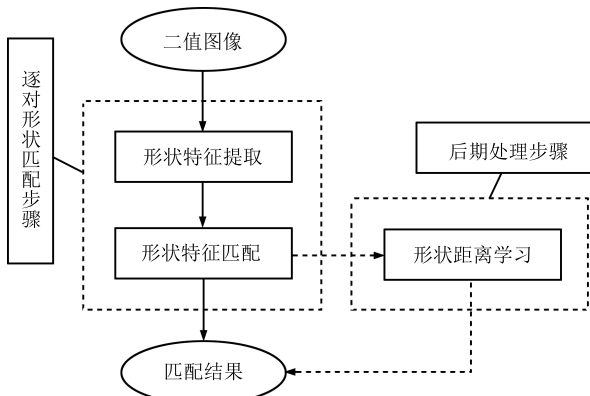 二值图像
逐对形状匹配步骤
形状特征提取
后期处理步骤
形状特征匹配
形状距离学习
匹配结果